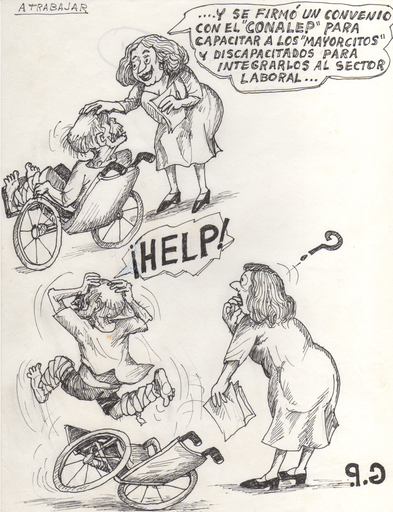 A TRABAJAR
....Y SE FIRMÓ UN CONVENIO
CON EL "CONALEP" PARA
CAPACITAR A LOS "MAYORCITOS"
Y DISCAPACITADOS PARA
INTEGRARLOS AL SECTOR
LABORAL...
¡HELP!
?
G.P.